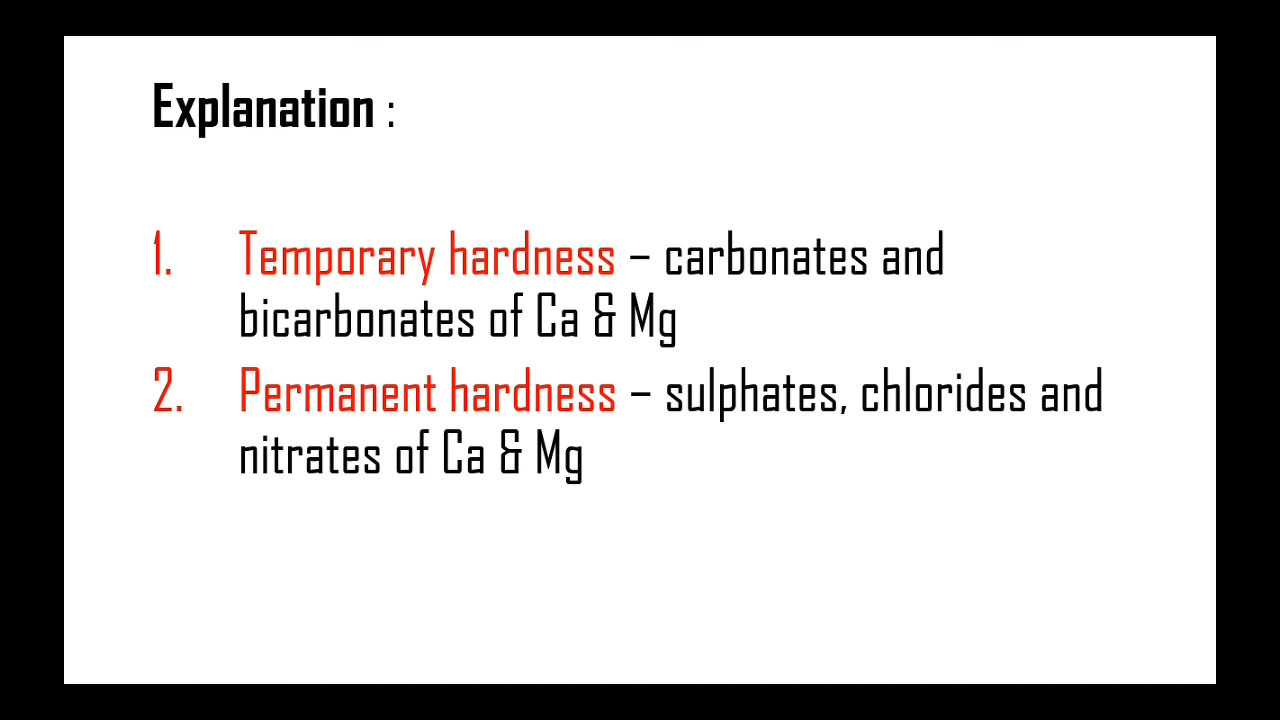 Explanation :
1. Temporary hardness – carbonates and
bicarbonates of Ca & Mg
2. Permanent hardness – sulphates, chlorides and
nitrates of Ca & Mg